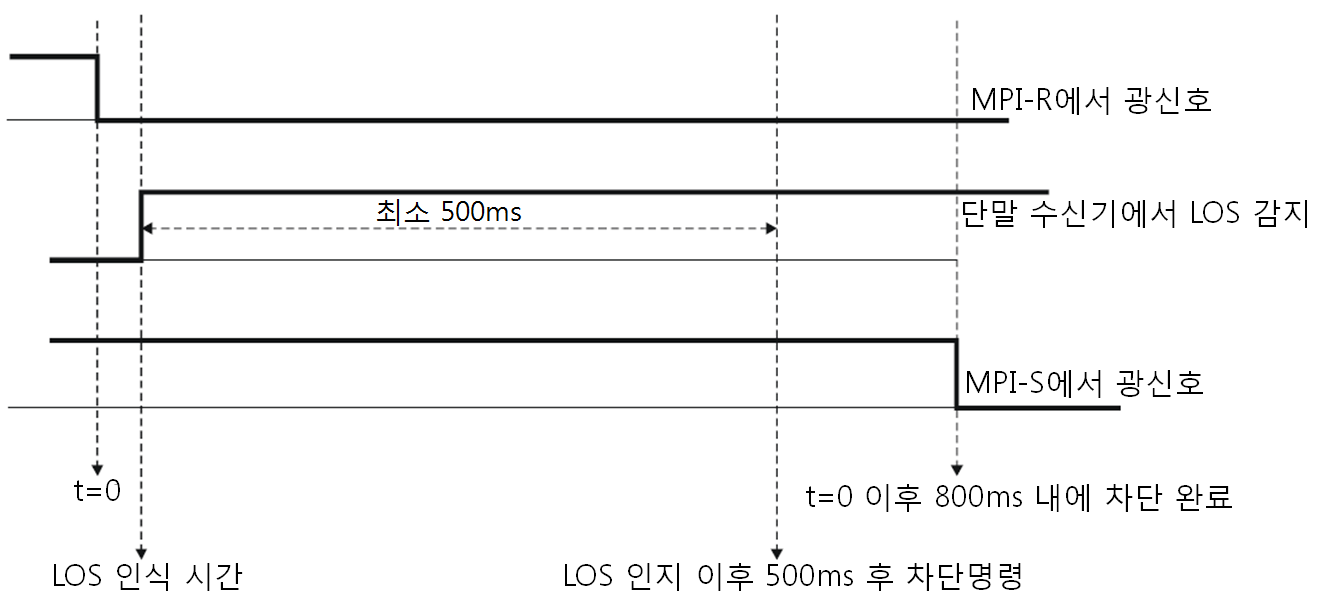 MPI-R에서 광신호
최소 500ms
단말 수신기에서 LOS 감지
MPI-S에서 광신호
t=0
t=0 이후 800ms 내에 차단 완료
LOS 인식 시간
LOS 인지 이후 500ms 후 차단명령